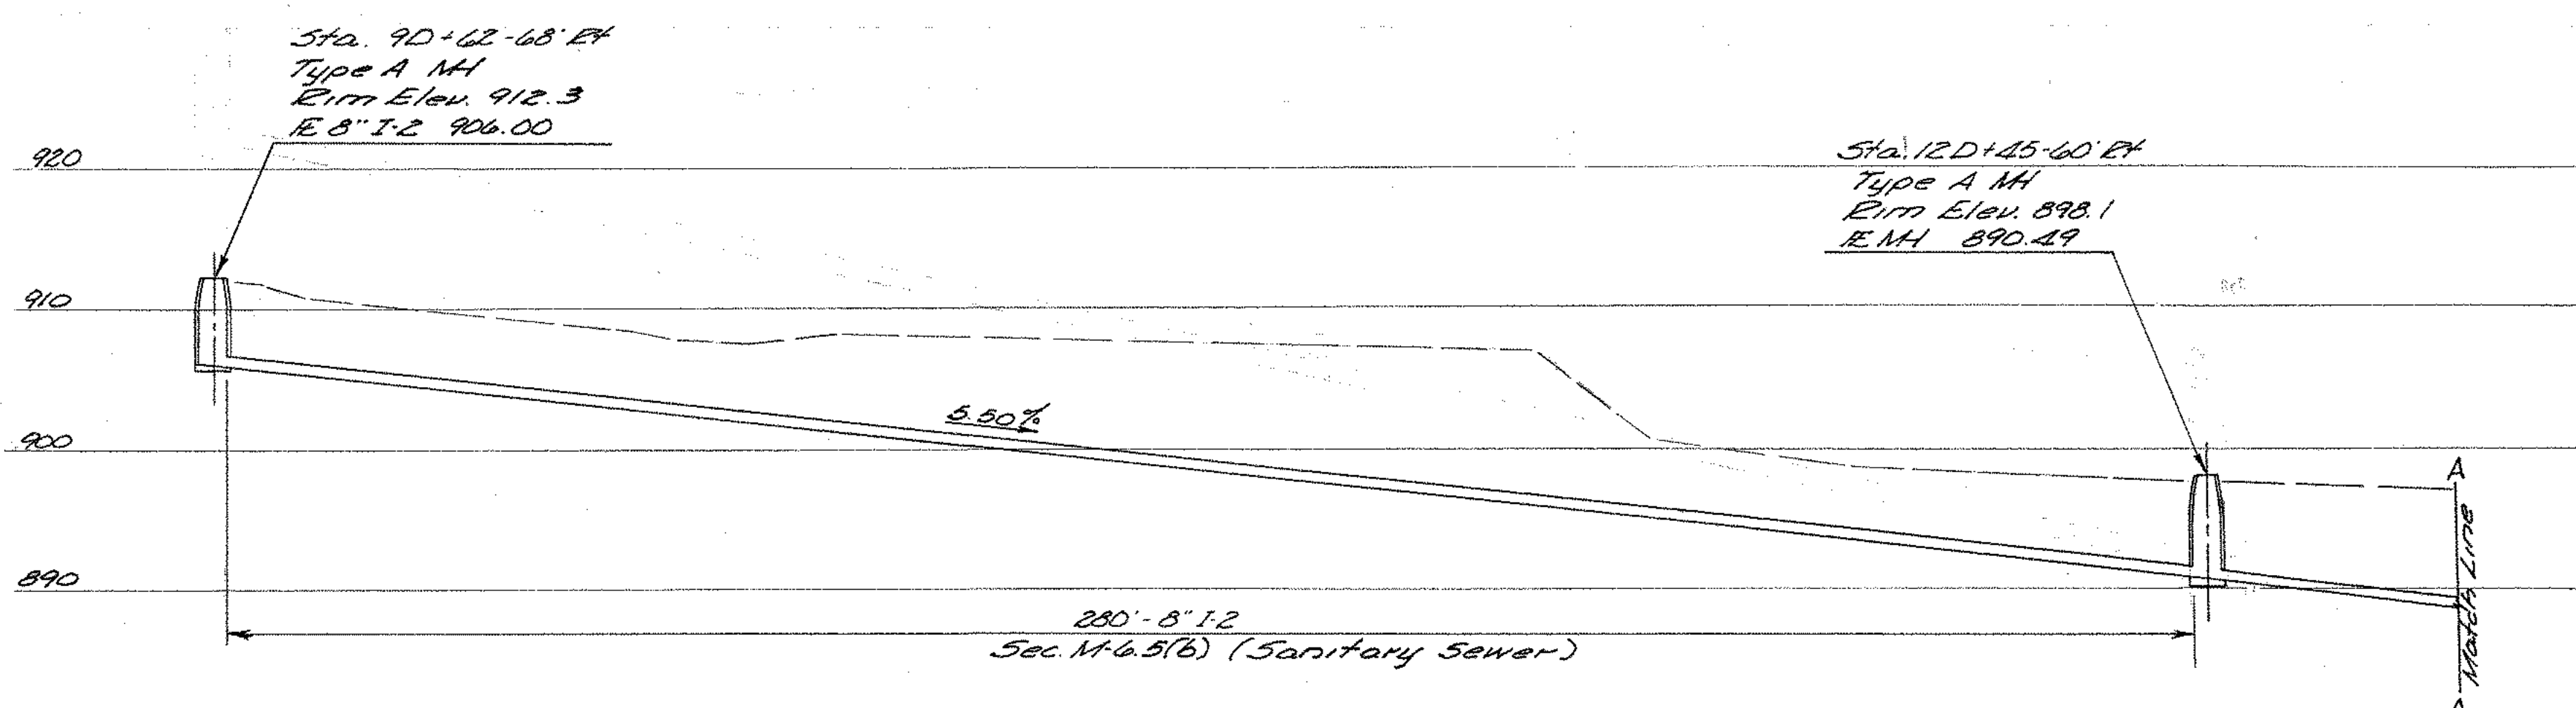 Sta. 9D+62-68' Rt
Type A MH
Rim Elev. 912.3
FE 8" I-2 906.00
920
Sta. 12D+45-60' Rt
Type A MH
Rim Elev. 898.1
FE MH 890.49
910
5.50%
900
A
890
280' - 8" I-2
Sec. M-6.5(b) (Sanitary Sewer)
Match Line